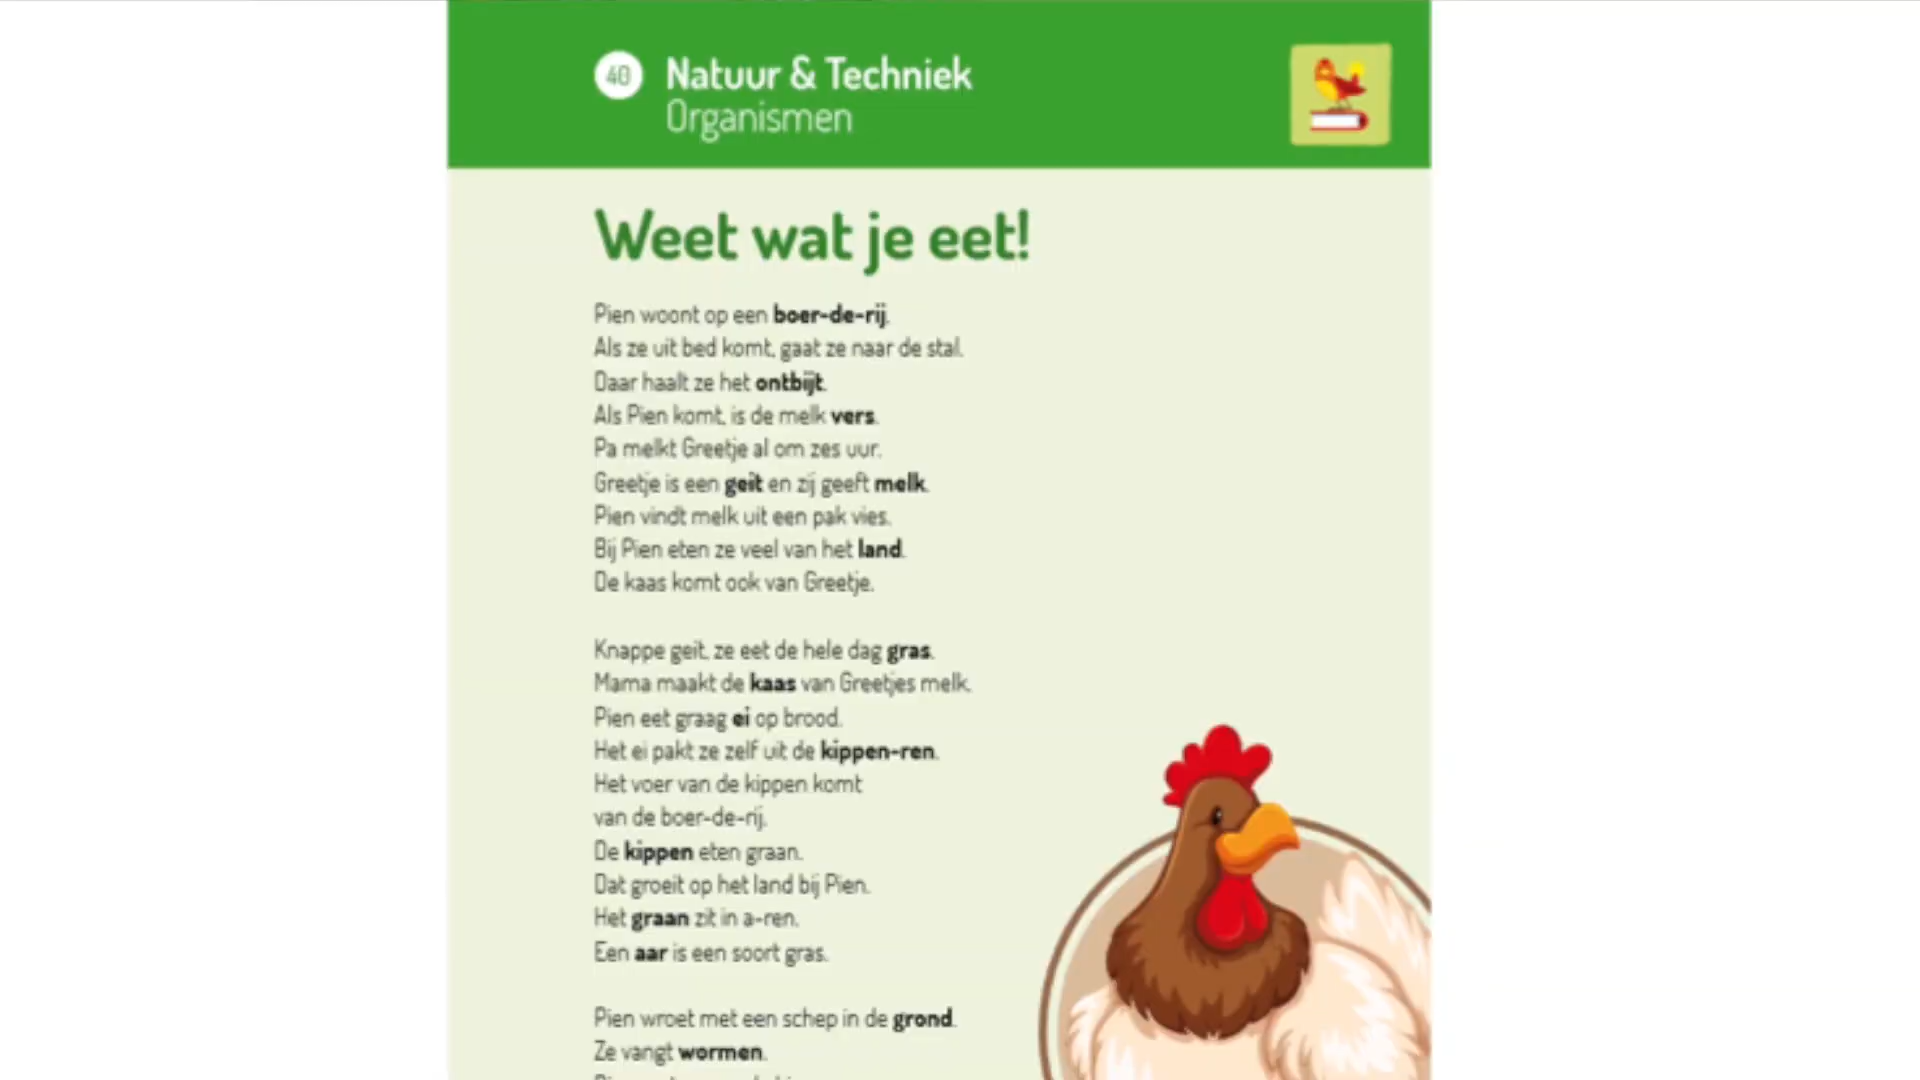 40
Natuur & Techniek
Organismen
Weet wat je eet!
Pien woont op een boer-de-rij.
Als ze uit bed komt, gaat ze naar de stal.
Daar haalt ze het ontbijt.
Als Pien komt, is de melk vers.
Pa melkt Greetje al om zes uur.
Greetje is een geit en zij geeft melk.
Pien vindt melk uit een pak vies.
Bij Pien eten ze veel van het land.
De kaas komt ook van Greetje.
Knappe geit, ze eet de hele dag gras.
Mama maakt de kaas van Greetjes melk.
Pien eet graag ei op brood.
Het ei pakt ze zelf uit de kippen-ren.
Het voer van de kippen komt
van de boer-de-rij.
De kippen eten graan.
Dat groeit op het land bij Pien.
Het graan zit in a-ren.
Een aar is een soort gras.
Pien wroet met een schep in de grond.
Ze vangt wormen.